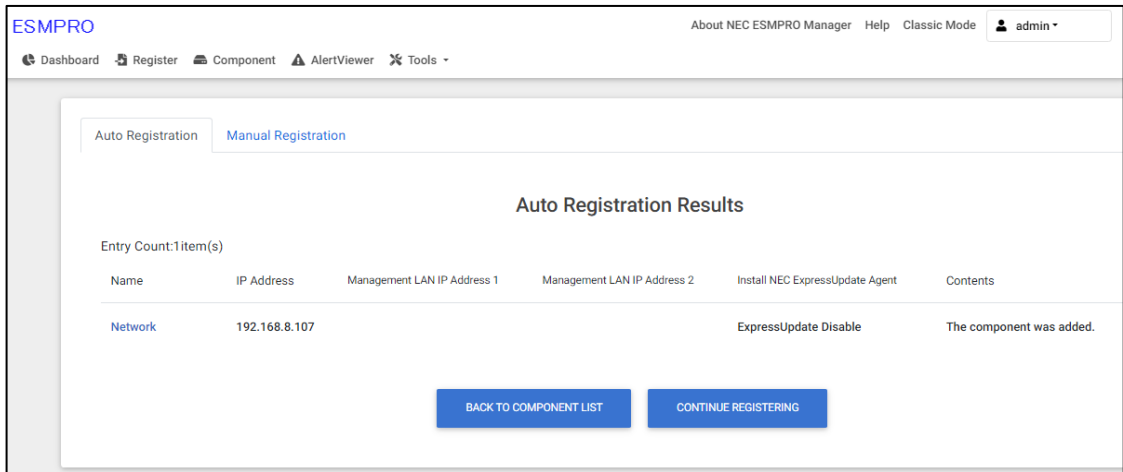 ESMPRO
About NEC ESMPRO Manager Help Classic Mode admin
Dashboard Register Component AlertViewer Tools
Auto Registration Manual Registration
Auto Registration Results
Entry Count:1item(s)
Name IP Address Management LAN IP Address 1 Management LAN IP Address 2 Install NEC ExpressUpdate Agent Contents
Network 192.168.8.107 ExpressUpdate Disable The component was added.
BACK TO COMPONENT LIST CONTINUE REGISTERING